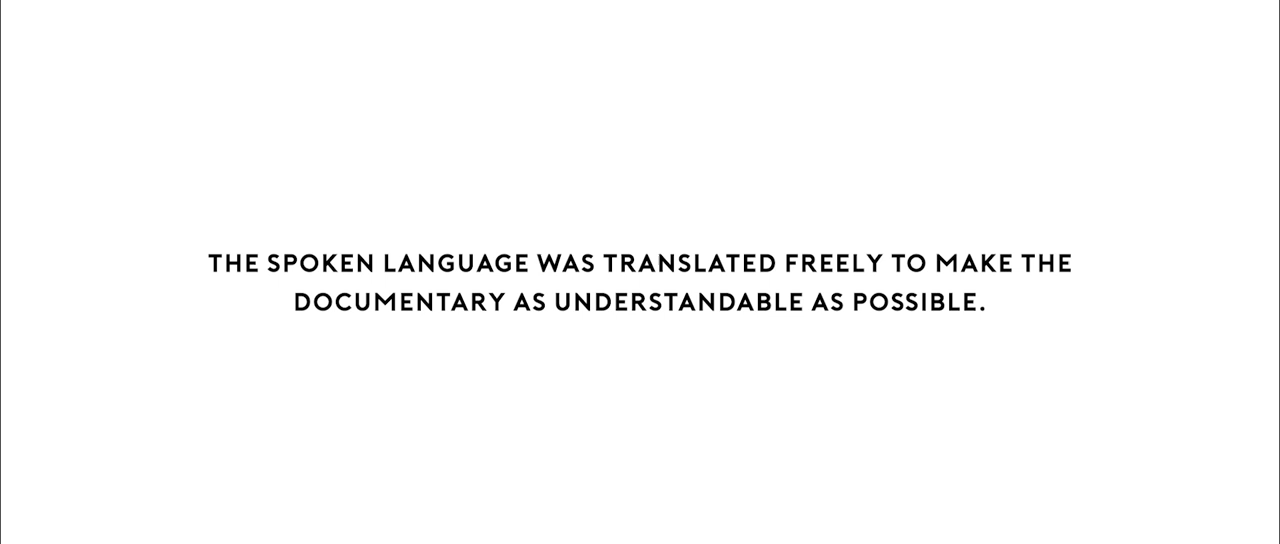 THE SPOKEN LANGUAGE WAS TRANSLATED FREELY TO MAKE THE
DOCUMENTARY AS UNDERSTANDABLE AS POSSIBLE.